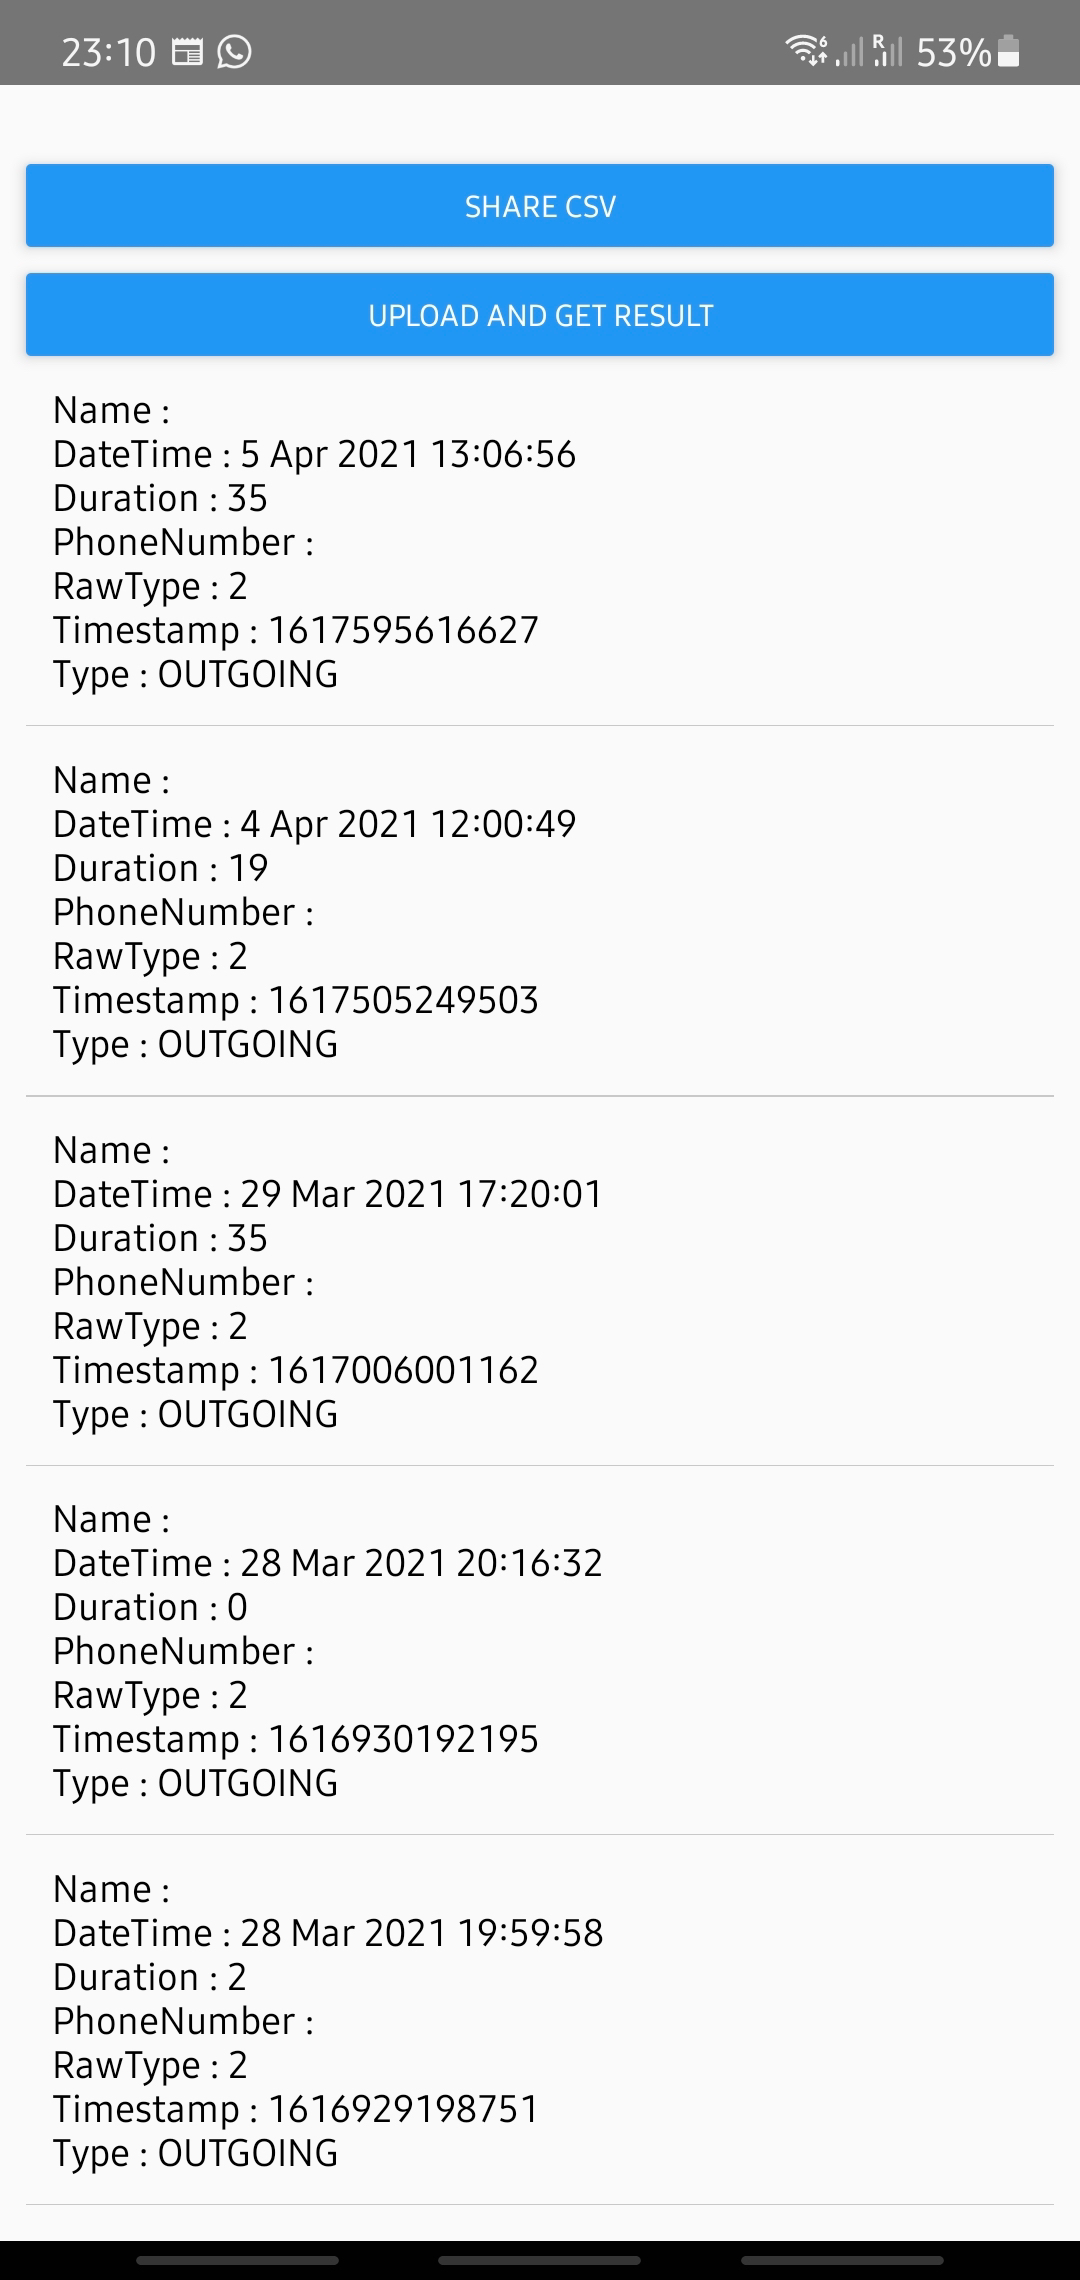 23:10 6 R 53%
SHARE CSV
UPLOAD AND GET RESULT
Name :
DateTime : 5 Apr 2021 13:06:56
Duration : 35
PhoneNumber :
RawType : 2
Timestamp : 1617595616627
Type : OUTGOING
Name :
DateTime : 4 Apr 2021 12:00:49
Duration : 19
PhoneNumber :
RawType : 2
Timestamp : 1617505249503
Type : OUTGOING
Name :
DateTime : 29 Mar 2021 17:20:01
Duration : 35
PhoneNumber :
RawType : 2
Timestamp : 1617006001162
Type : OUTGOING
Name :
DateTime : 28 Mar 2021 20:16:32
Duration : 0
PhoneNumber :
RawType : 2
Timestamp : 1616930192195
Type : OUTGOING
Name :
DateTime : 28 Mar 2021 19:59:58
Duration : 2
PhoneNumber :
RawType : 2
Timestamp : 1616929198751
Type : OUTGOING